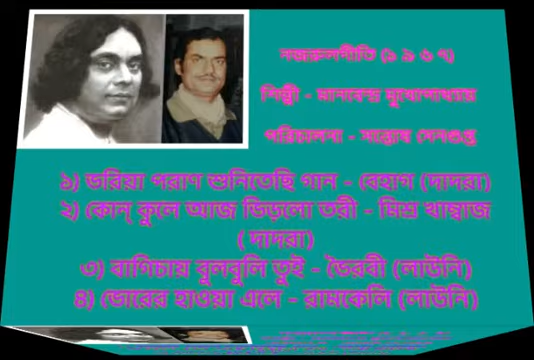 নজরুলগীতি (১৯৬৭)
শিল্পী - মানবেন্দ্র মুখোপাধ্যায়
পরিচালনা - সন্তোষ সেনগুপ্ত
১) ভরিয়া পরাণ শুনিতেছি গান - বেহাগ (দাদরা)
২) কোন্ কুলে আজ ভিড়লো তরী - মিশ্র খাম্বাজ
(দাদরা)
৩) বাগিচায় বুলবুলি তুই - ভৈরবী (লাউনি)
৪) ভোরের হাওয়া এলে - রামকেলি (লাউনি)